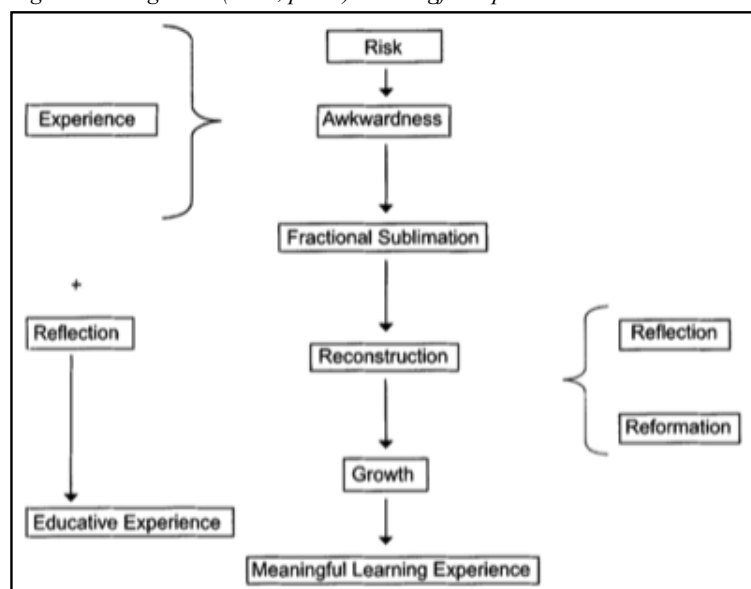 Risk
Experience
Awkwardness
Fractional Sublimation
+
Reflection
Reconstruction
Reflection
Reformation
Growth
Educative Experience
Meaningful Learning Experience